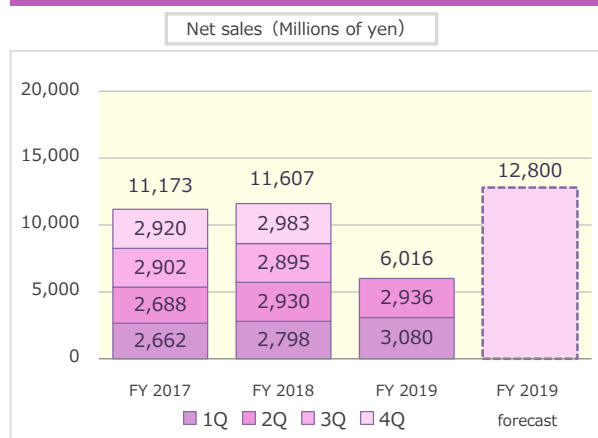 Net sales（Millions of yen）
20,000
15,000
10,000
5,000
0
11,173
2,920
2,902
2,688
2,662
11,607
2,983
2,895
2,930
2,798
6,016
2,936
3,080
12,800
FY 2017
FY 2018
FY 2019
FY 2019
forecast
1Q 2Q 3Q 4Q